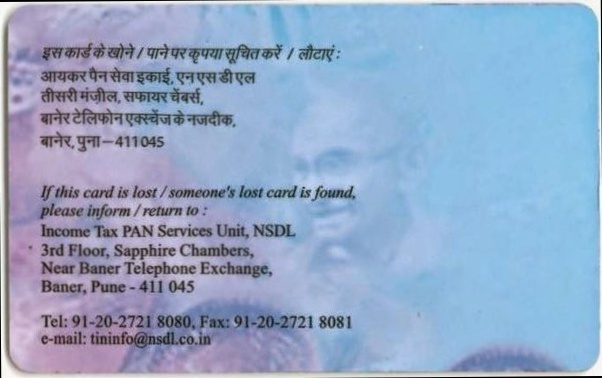 इस कार्ड के खोने / पाने पर कृपया सूचित करें / लौटाएं :
आयकर पैन सेवा इकाई, एन एस डी एल
तीसरी मंज़ील, सफायर चेंबर्स,
बानेर टेलिफोन एक्स्चेंज के नजदीक,
बानेर, पुना – 411 045
If this card is lost / someone's lost card is found,
please inform / return to :
Income Tax PAN Services Unit, NSDL
3rd Floor, Sapphire Chambers,
Near Baner Telephone Exchange,
Baner, Pune - 411 045
Tel: 91-20-2721 8080, Fax: 91-20-2721 8081
e-mail: tininfo@nsdl.co.in